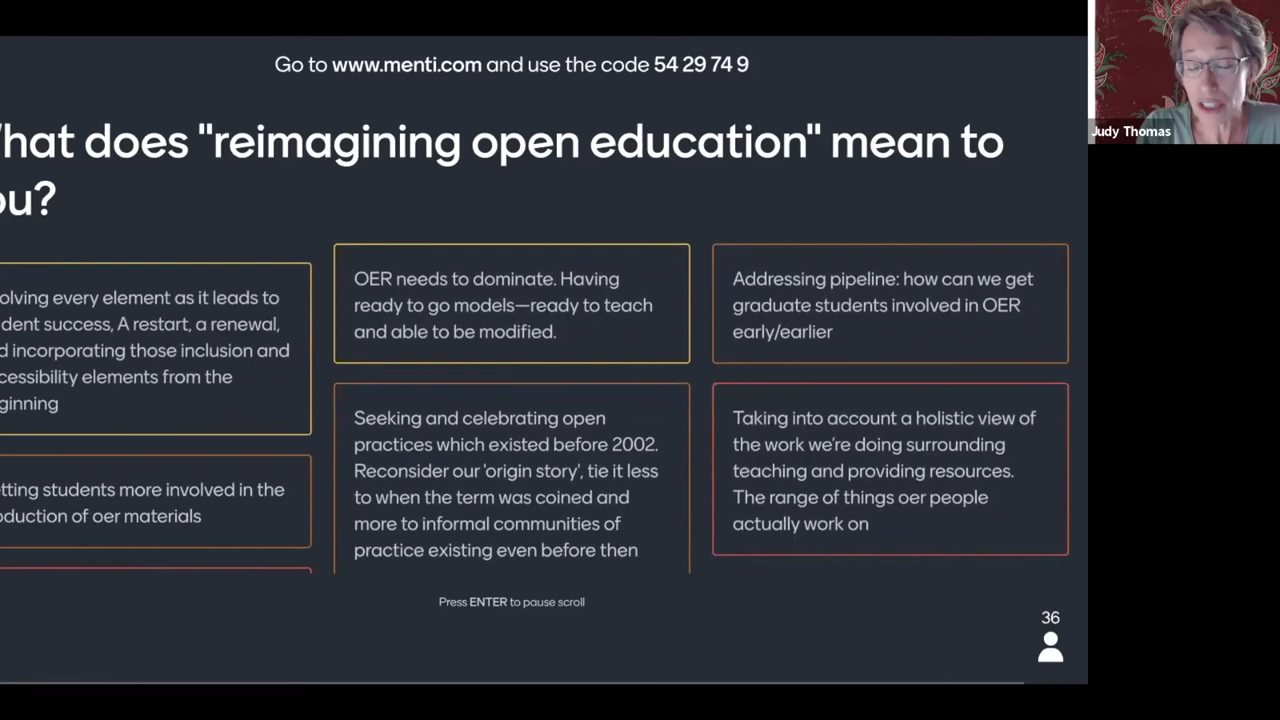 Go to www.menti.com and use the code 54 29 74 9
hat does "reimagining open education" mean to
ou?
olving every element as it leads to
dent success, A restart, a renewal,
d incorporating those inclusion and
cessibility elements from the
ginning
tting students more involved in the
oduction of oer materials
OER needs to dominate. Having
ready to go models—ready to teach
and able to be modified.
Seeking and celebrating open
practices which existed before 2002.
Reconsider our 'origin story', tie it less
to when the term was coined and
more to informal communities of
practice existing even before then
Addressing pipeline: how can we get
graduate students involved in OER
early/earlier
Taking into account a holistic view of
the work we're doing surrounding
teaching and providing resources.
The range of things oer people
actually work on
Press ENTER to pause scroll
36
Judy Thomas